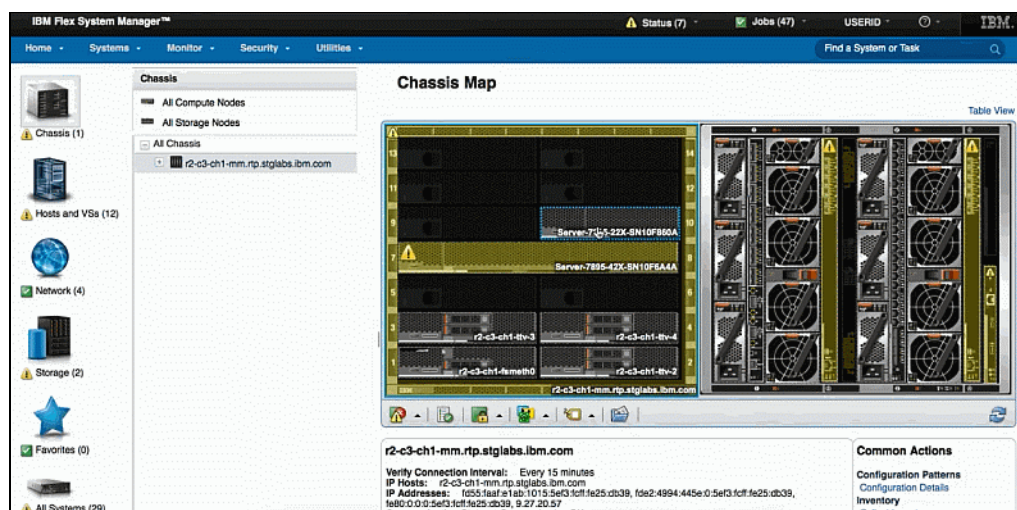 IBM Flex System Manager™
Status (7)
Jobs (47)
USERID
IBM.
Home
Systems
Monitor
Security
Utilities
Find a System or Task
Chassis (1)
Hosts and VSs (12)
Network (4)
Storage (2)
Favorites (0)
All Systems (29)
Chassis
All Compute Nodes
All Storage Nodes
All Chassis
r2-c3-ch1-mm.rtp.stglabs.ibm.com
Chassis Map
Table View
13
14
11
12
9
10
Server-7895-22X-SN10F860A
7
8
Server-7895-42X-SN10F6A4A
5
6
3
r2-c3-ch1-ttv-3
r2-c3-ch1-ttv-4
4
1
r2-c3-ch1-fsmeth0
r2-c3-ch1-ttv-2
2
r2-c3-ch1-mm.rtp.stglabs.ibm.com
r2-c3-ch1-mm.rtp.stglabs.ibm.com
Verify Connection Interval: Every 15 minutes
IP Hosts: r2-c3-ch1-mm.rtp.stglabs.ibm.com
IP Addresses: fd55:faaf:e1ab:1015:5ef3:fcff:fe25:db39, fde2:4994:445e:0:5ef3:fcff:fe25:db39,
fe80:0:0:0:5ef3:fcff:fe25:db39, 9.27.20.57
Common Actions
Configuration Patterns
Configuration Details
Inventory